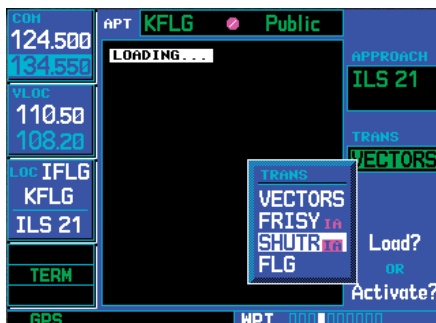 COM
124.500
134.550
VLOC
110.50
108.20
LOC IFLG
KFLG
ILS 21
TERM
GPS
APT KFLG Public
LOADING...
APPROACH
ILS 21
TRANS
VECTORS
TRANS
VECTORS
FRISY IA
SHUTR IA
FLG
Load?
OR
Activate?
WPT